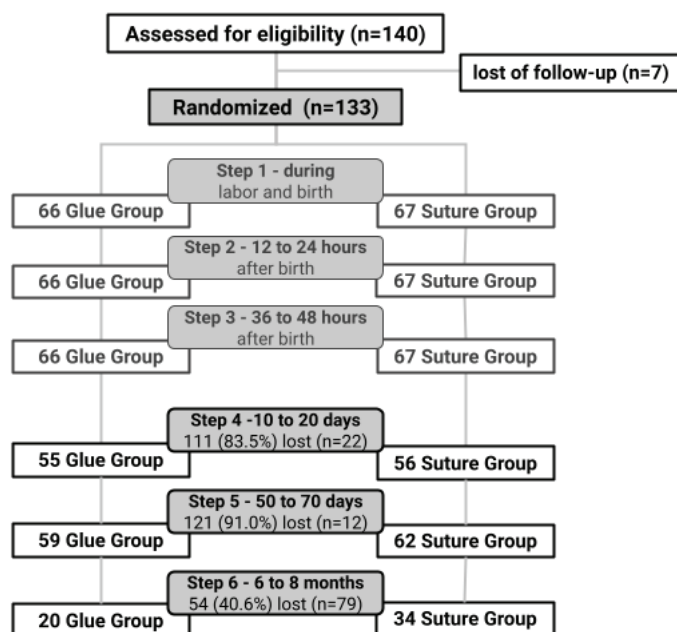 Assessed for eligibility (n=140)
lost of follow-up (n=7)
Randomized (n=133)
Step 1 - during
labor and birth
66 Glue Group
67 Suture Group
Step 2 - 12 to 24 hours
after birth
66 Glue Group
67 Suture Group
Step 3 - 36 to 48 hours
after birth
66 Glue Group
67 Suture Group
Step 4 -10 to 20 days
111 (83.5%) lost (n=22)
55 Glue Group
56 Suture Group
Step 5 - 50 to 70 days
121 (91.0%) lost (n=12)
59 Glue Group
62 Suture Group
Step 6 - 6 to 8 months
54 (40.6%) lost (n=79)
20 Glue Group
34 Suture Group